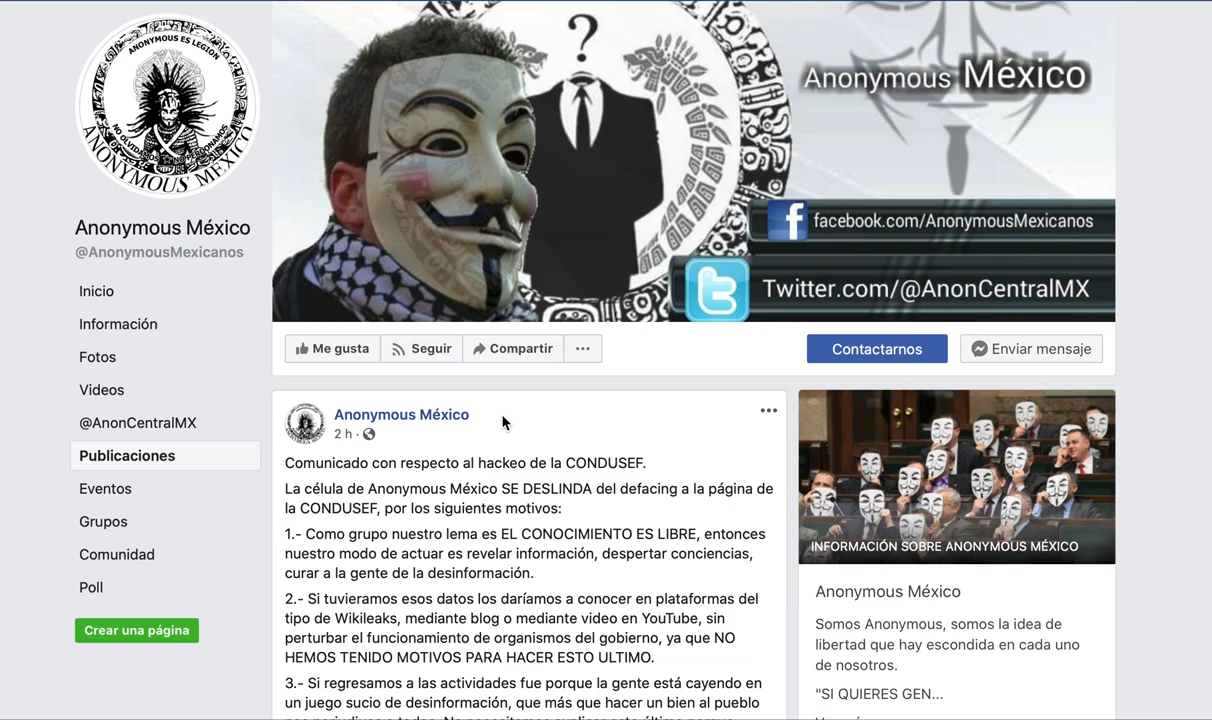 ANONYMOUS ES LEGION
NO OLVIDAMOS
ANONYMOUS MEXICO
Anonymous México
@AnonymousMexicanos
Inicio
Información
Fotos
Videos
@AnonCentralMX
Publicaciones
Eventos
Grupos
Comunidad
Poll
Crear una página
?
Anonymous México
facebook.com/AnonymousMexicanos
Twitter.com/@AnonCentralMX
Me gusta
Seguir
Compartir
...
Contactarnos
Enviar mensaje
Anonymous México
2 h ·
Comunicado con respecto al hackeo de la CONDUSEF.
La célula de Anonymous México SE DESLINDA del defacing a la página de
la CONDUSEF, por los siguientes motivos:
1.- Como grupo nuestro lema es EL CONOCIMIENTO ES LIBRE, entonces
nuestro modo de actuar es revelar información, despertar conciencias,
curar a la gente de la desinformación.
2.- Si tuvieramos esos datos los daríamos a conocer en plataformas del
tipo de Wikileaks, mediante blog o mediante video en YouTube, sin
perturbar el funcionamiento de organismos del gobierno, ya que NO
HEMOS TENIDO MOTIVOS PARA HACER ESTO ULTIMO.
3.- Si regresamos a las actividades fue porque la gente está cayendo en
un juego sucio de desinformación, que más que hacer un bien al pueblo
INFORMACIÓN SOBRE ANONYMOUS MÉXICO
Anonymous México
Somos Anonymous, somos la idea de
libertad que hay escondida en cada uno
de nosotros.
"SI QUIERES GEN...